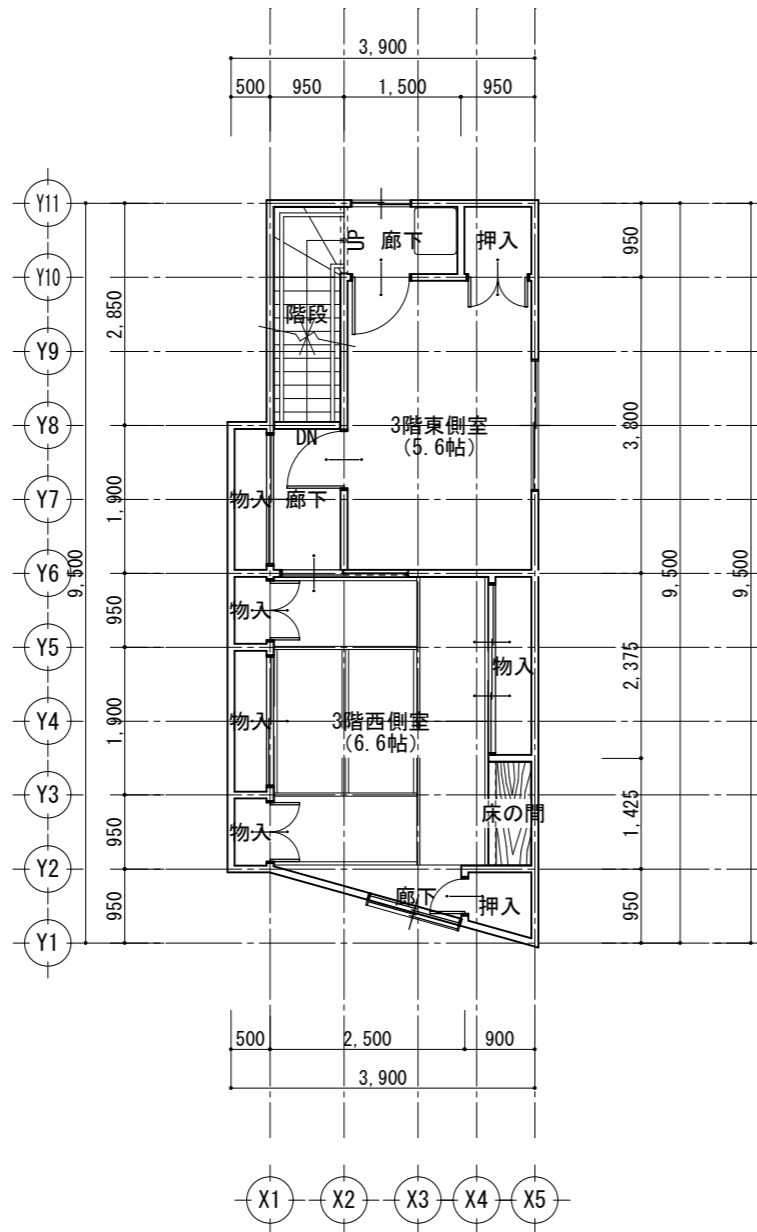 3,900
500 950 1,500 950
Y11
Y10
Y9
Y8
Y7
Y6
Y5
Y4
Y3
Y2
Y1
9,500
2,850
1,900
950
1,900
950
950
UP
廊下
押入
階段
3階東側室
(5.6帖)
DN
物入
廊下
物入
物入
物入
3階西側室
(6.6帖)
物入
床の間
廊下
押入
950
3,800
2,375
1,425
950
9,500
9,500
500 2,500 900
3,900
X1 X2 X3 X4 X5